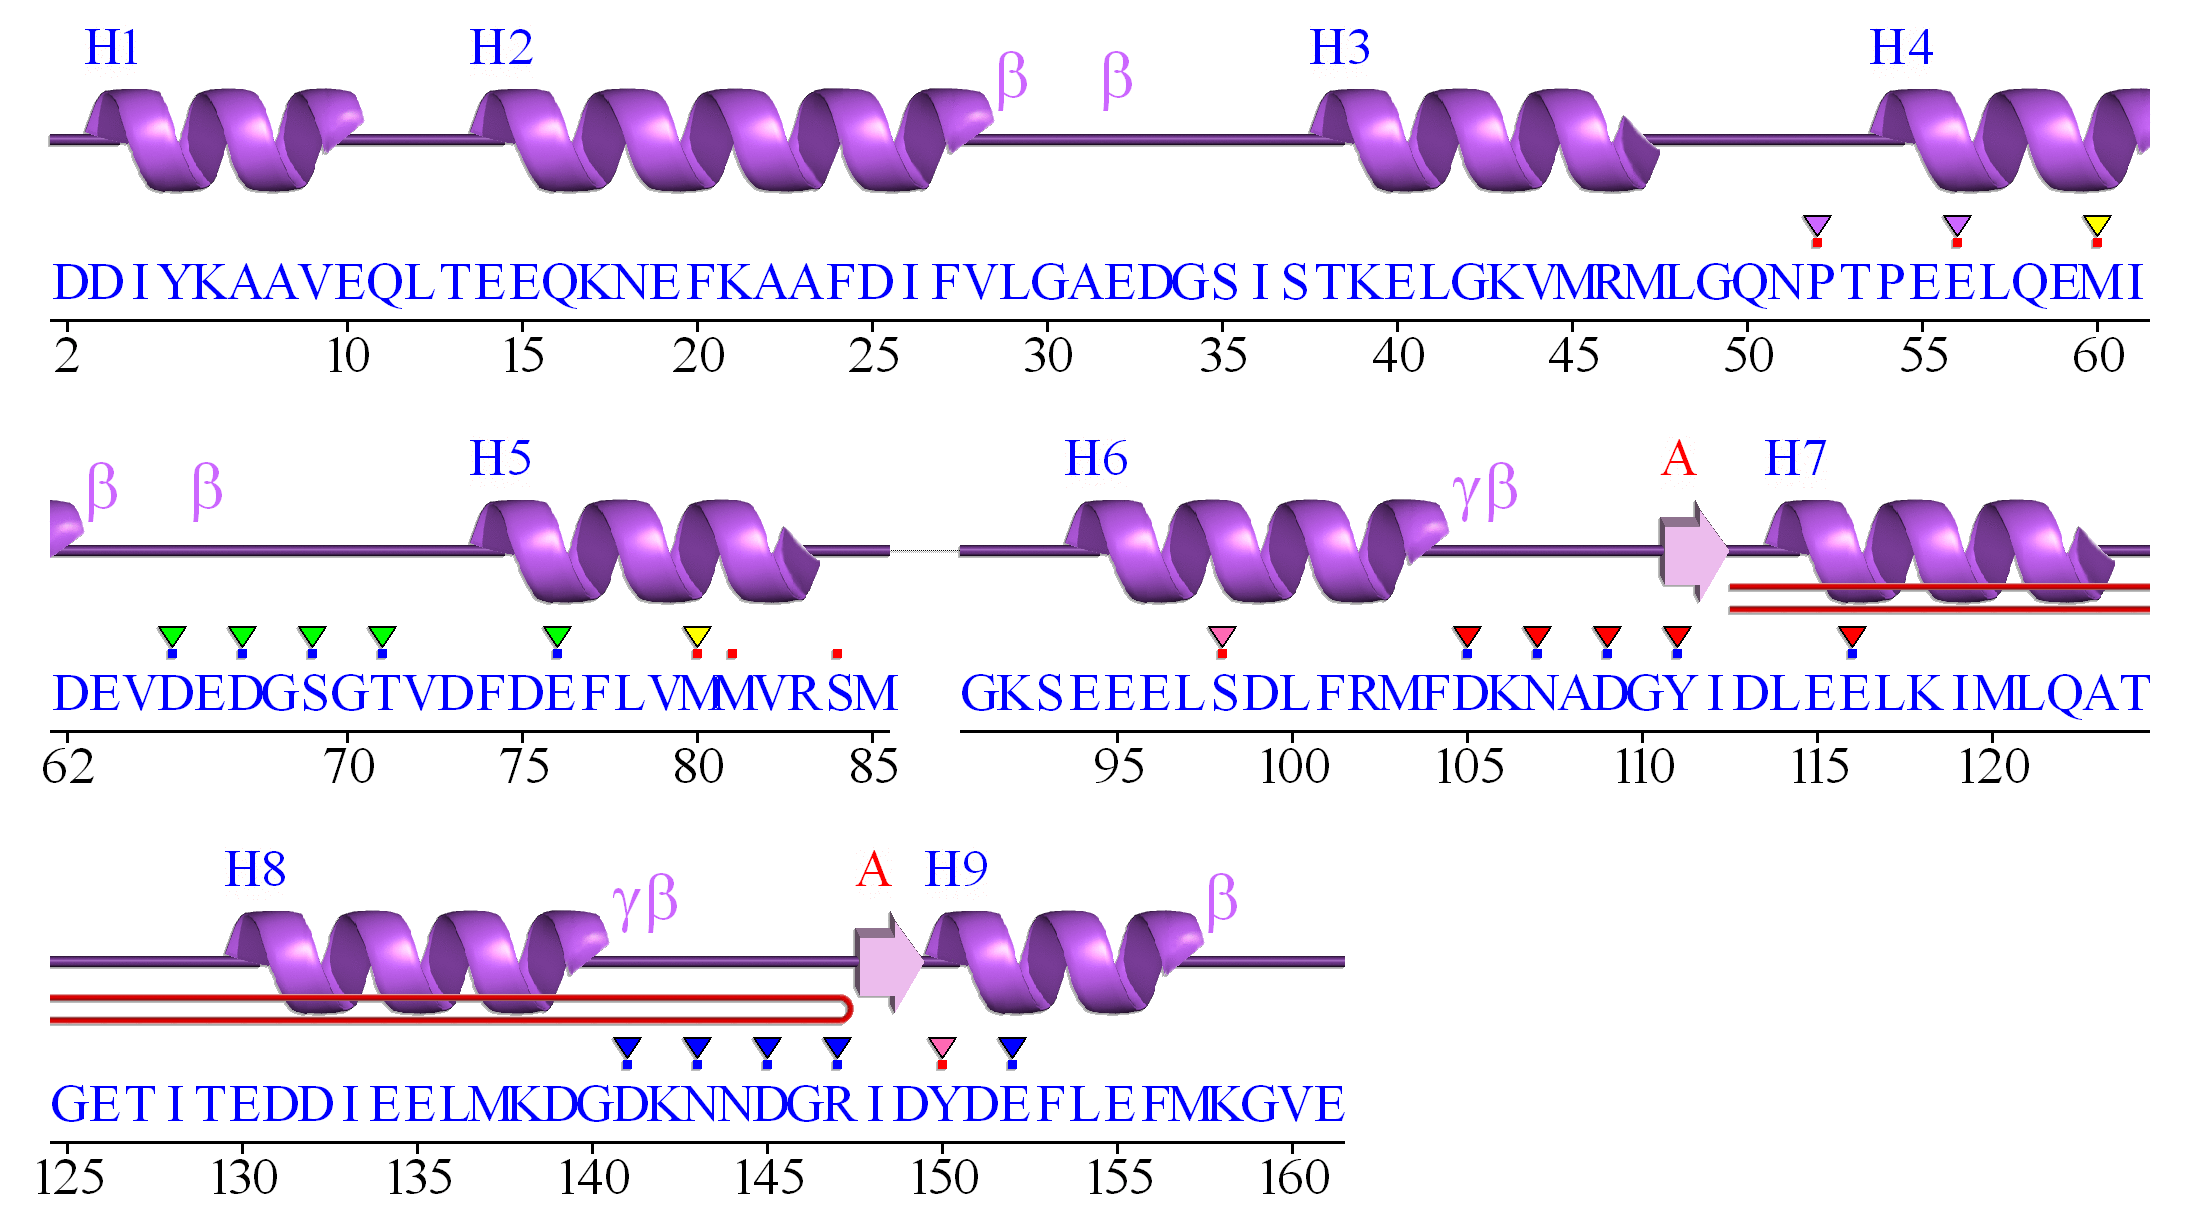 H1 H2 β β H3 H4
DDIYKAAVEQLTEEQKNEFKAAFDIFVLGAEDGSISTKELGKVMRMLGQNPTPEELQEMI
2 10 15 20 25 30 35 40 45 50 55 60
β β H5 H6 γβ A H7
DEVDEDGSGTVDFDEFLVMMVRSM GKSEEELSDLFRMFDKNADGYIDLEELKIMLQAT
62 70 75 80 85 95 100 105 110 115 120
H8 γβ A H9 β
GETITEDDIEELMKDGDKNNDGRIDYDEFLEFMKGVE
125 130 135 140 145 150 155 160